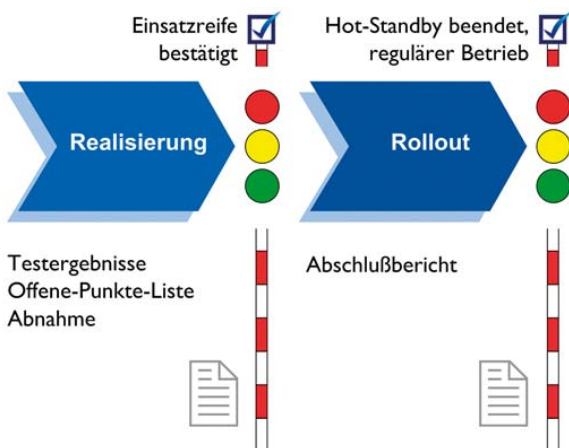 Einsatzreife
bestätigt
Hot-Standby beendet,
regulärer Betrieb
Realisierung
Rollout
Testergebnisse
Offene-Punkte-Liste
Abnahme
Abschlußbericht